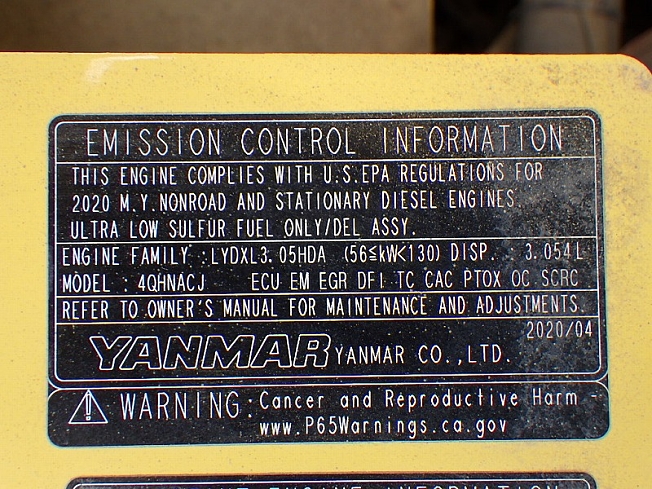 EMISSION CONTROL INFORMATION
THIS ENGINE COMPLIES WITH U.S.EPA REGULATIONS FOR
2020 M.Y.NONROAD AND STATIONARY DIESEL ENGINES.
ULTRA LOW SULFUR FUEL ONLY/DEL ASSY.
ENGINE FAMILY :LYDXL3.05HDA (56≦kW<130) DISP. : 3.054L
MODEL : 4QHNACJ ECU EM EGR DFI TC CAC PTOX OC SCRC
REFER TO OWNER'S MANUAL FOR MAINTENANCE AND ADJUSTMENTS.
2020/04
YANMAR YANMAR CO.,LTD.
WARNING: Cancer and Reproductive Harm -
www.P65Warnings.ca.gov
ENGINE INFORMATION